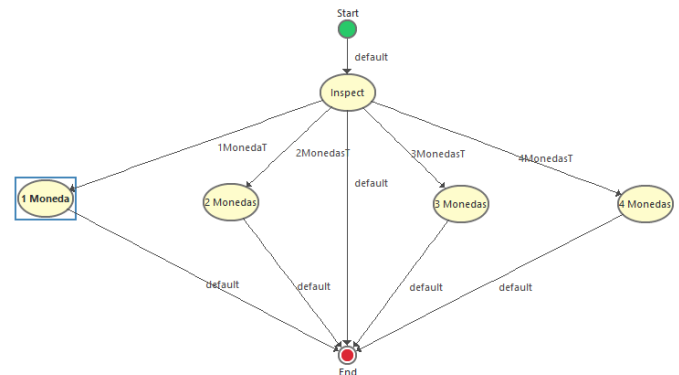 Start
default
Inspect
1MonedaT
2MonedasT
3MonedasT
4MonedasT
default
1 Moneda
2 Monedas
3 Monedas
4 Monedas
default
default
default
default
End